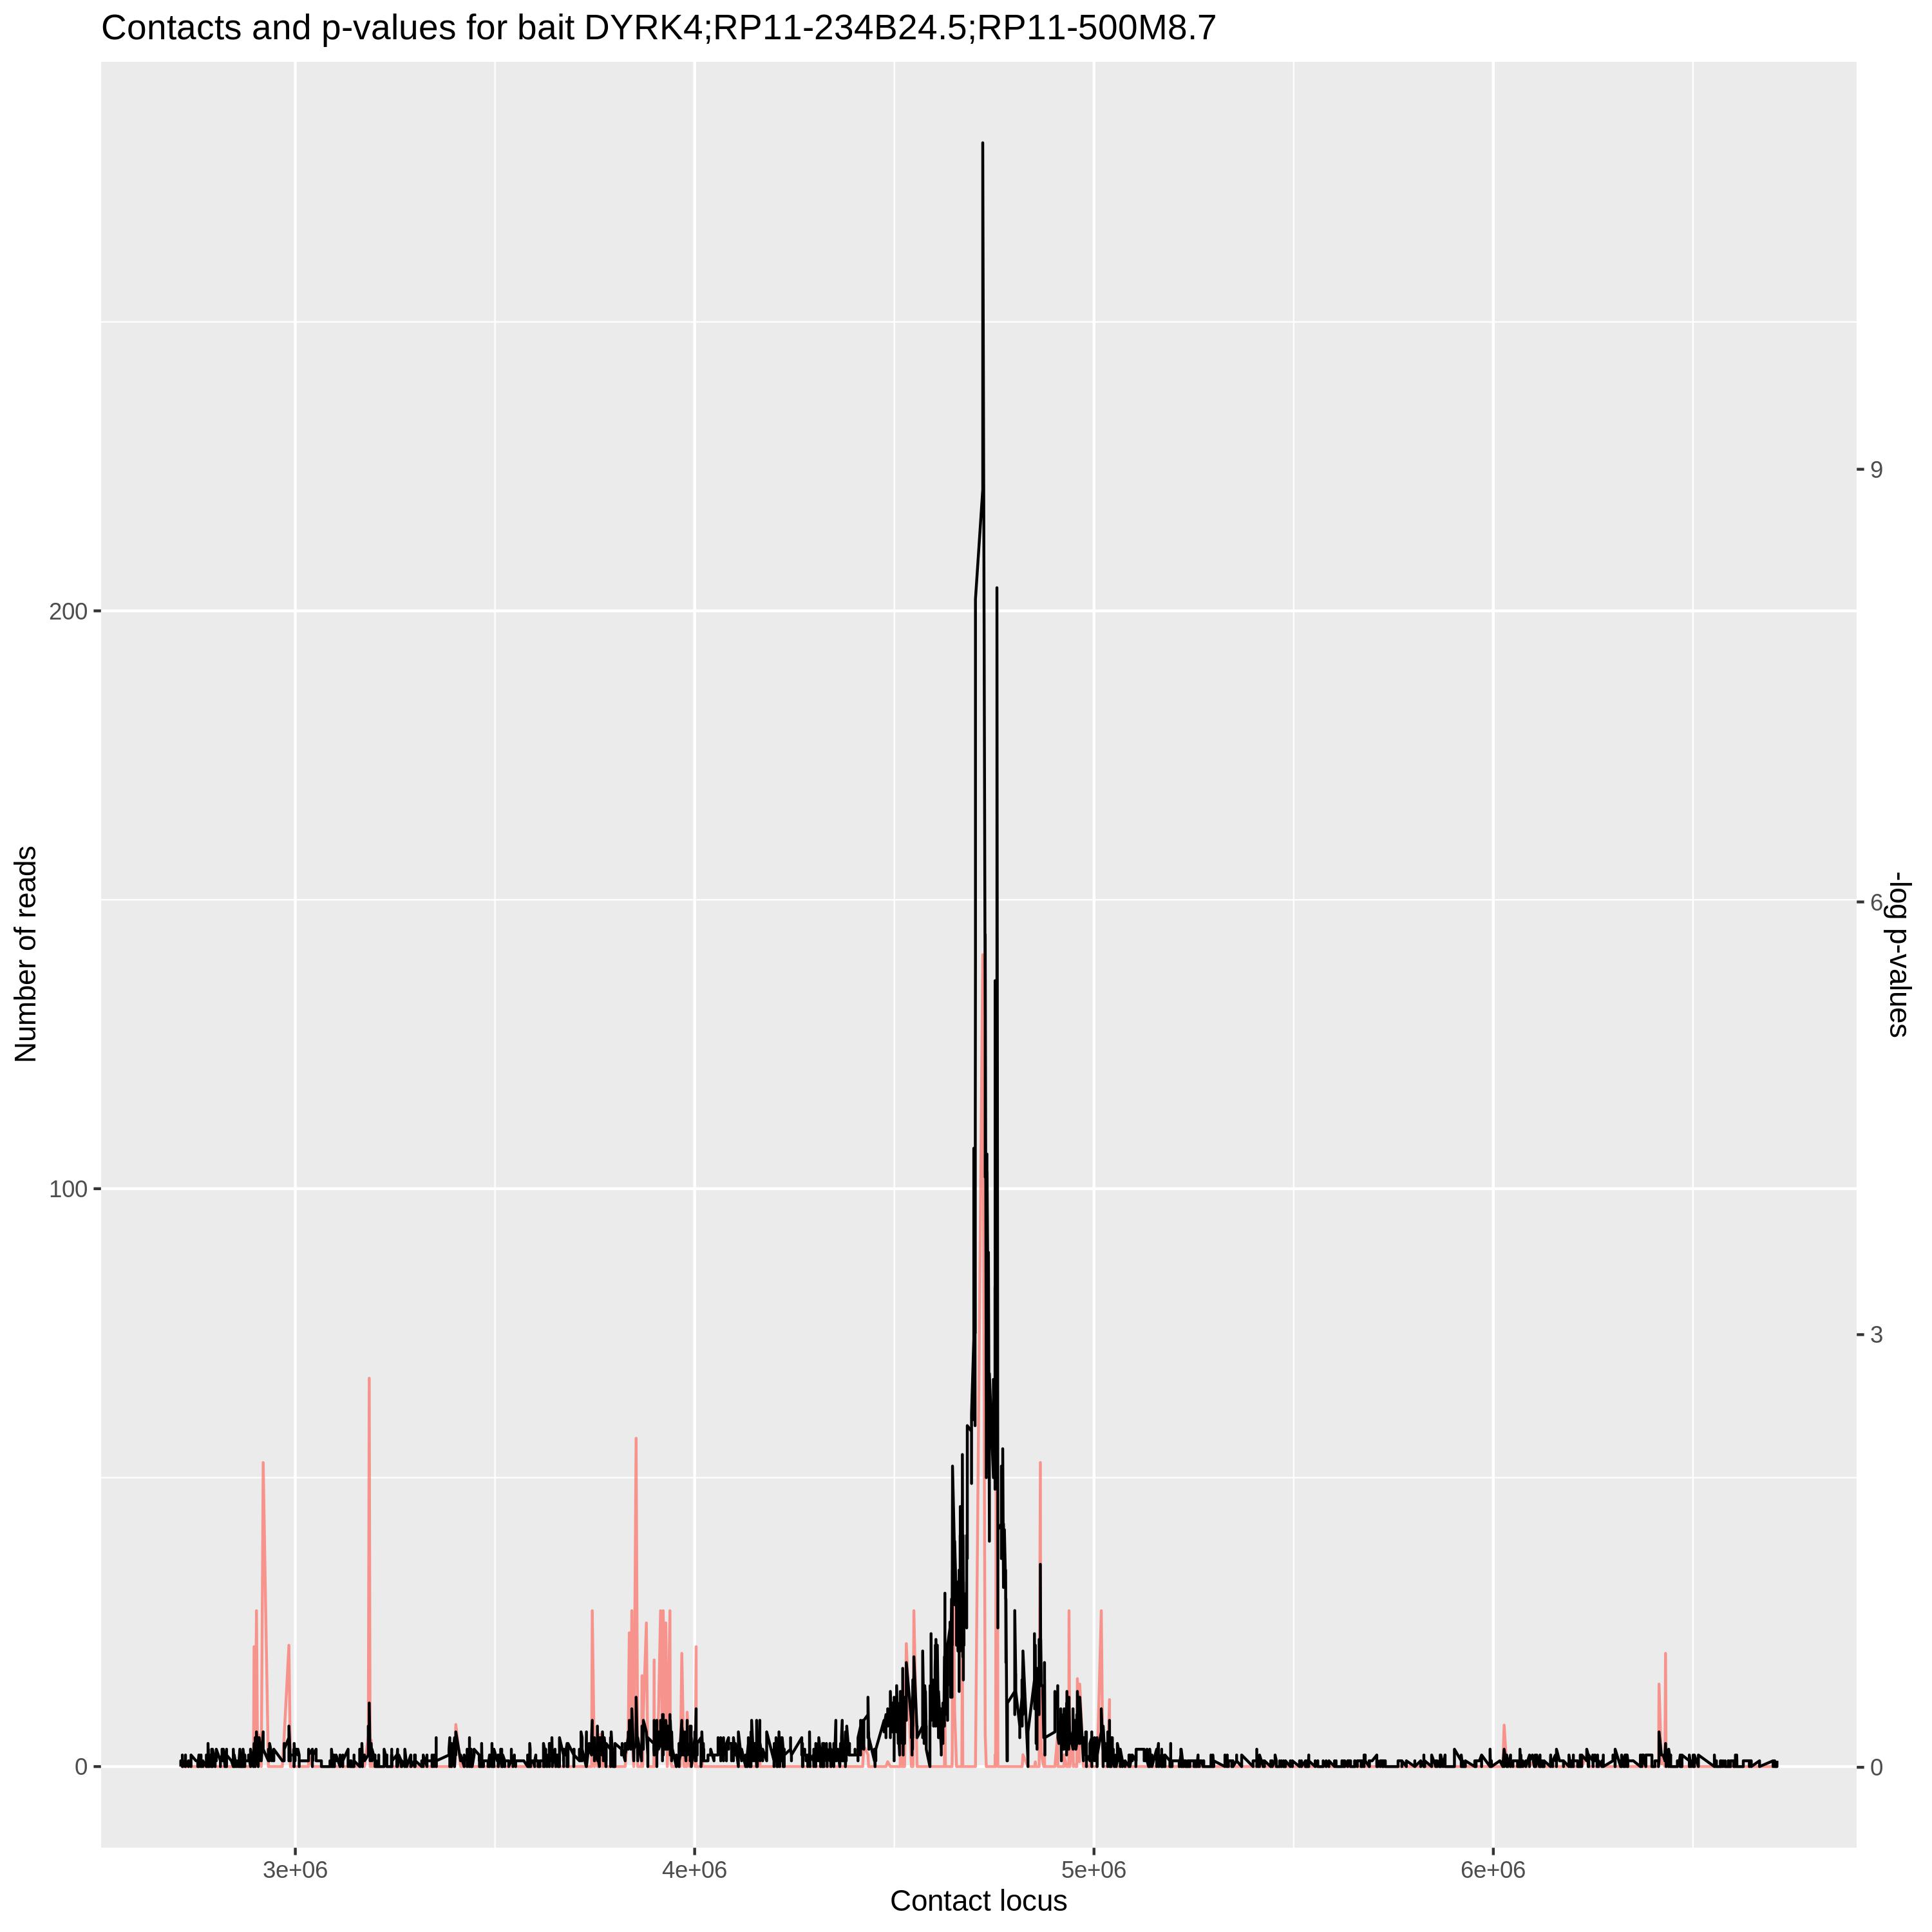 Contacts and p-values for bait DYRK4;RP11-234B24.5;RP11-500M8.7
Number of reads
200
100
0
9
6
3
0
-log p-values
3e+06
4e+06
5e+06
6e+06
Contact locus